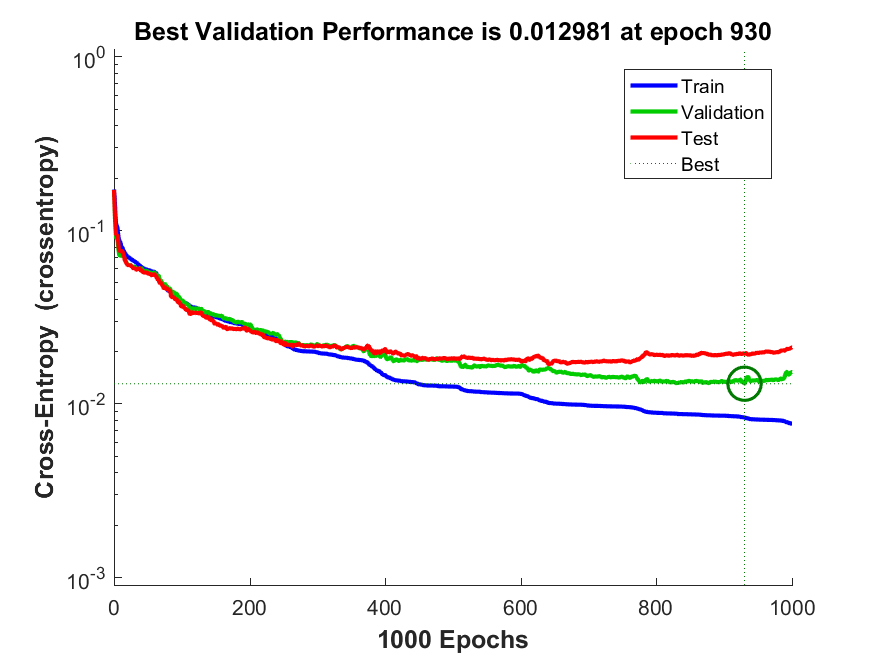 Best Validation Performance is 0.012981 at epoch 930
10^0
10^-1
10^-2
10^-3
Cross-Entropy (crossentropy)
Train
Validation
Test
Best
0 200 400 600 800 1000
1000 Epochs